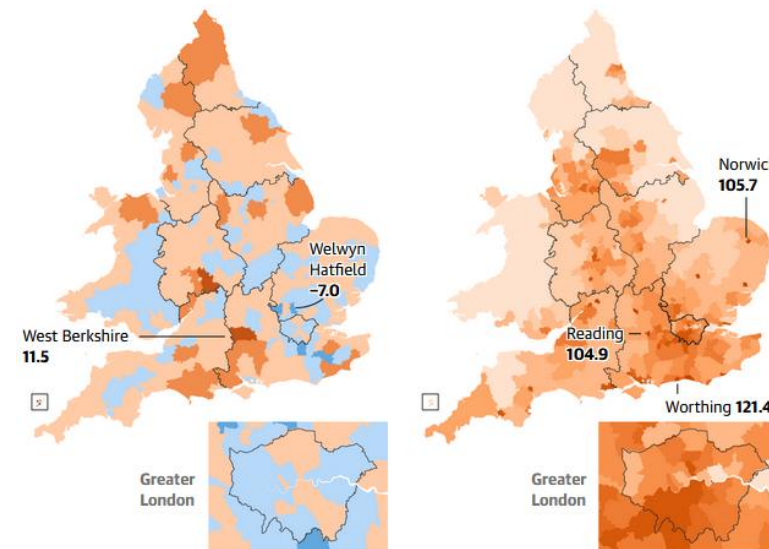 Welwyn
Hatfield
−7.0
West Berkshire
11.5
Greater
London
105.7
Reading
104.9
Worthing 121.4
Greater
London